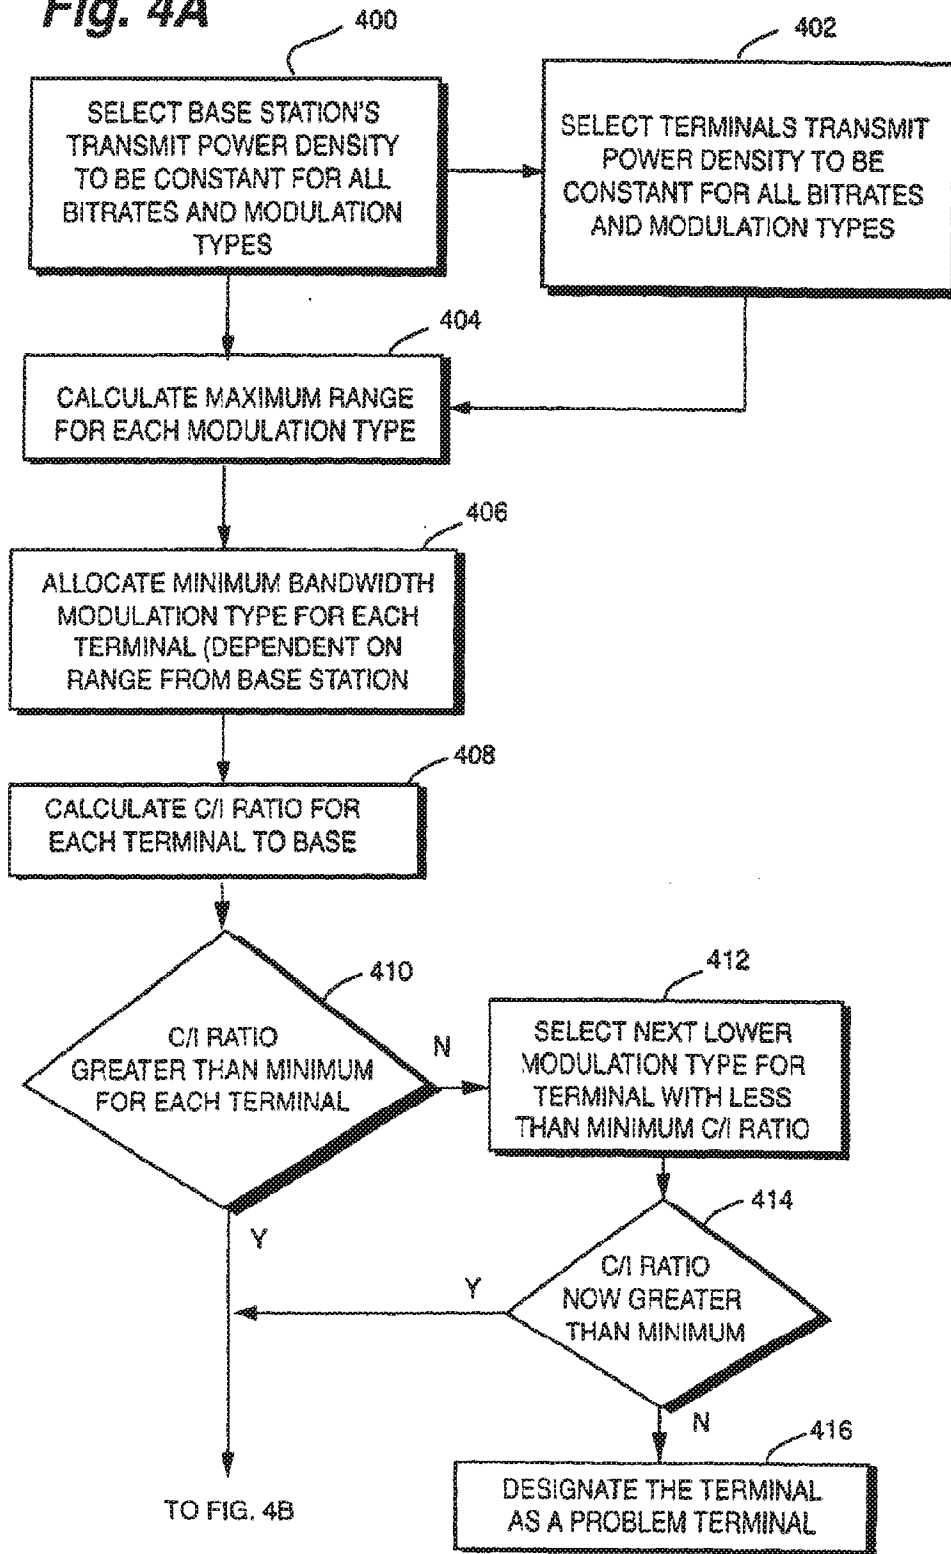 Fig. 4A
400
SELECT BASE STATION'S
TRANSMIT POWER DENSITY
TO BE CONSTANT FOR ALL
BITRATES AND MODULATION
TYPES
402
SELECT TERMINALS TRANSMIT
POWER DENSITY TO BE
CONSTANT FOR ALL BITRATES
AND MODULATION TYPES
404
CALCULATE MAXIMUM RANGE
FOR EACH MODULATION TYPE
406
ALLOCATE MINIMUM BANDWIDTH
MODULATION TYPE FOR EACH
TERMINAL (DEPENDENT ON
RANGE FROM BASE STATION
408
CALCULATE C/I RATIO FOR
EACH TERMINAL TO BASE
410
C/I RATIO
GREATER THAN MINIMUM
FOR EACH TERMINAL
N
Y
412
SELECT NEXT LOWER
MODULATION TYPE FOR
TERMINAL WITH LESS
THAN MINIMUM C/I RATIO
414
C/I RATIO
NOW GREATER
THAN MINIMUM
Y
N
416
DESIGNATE THE TERMINAL
AS A PROBLEM TERMINAL
TO FIG. 4B